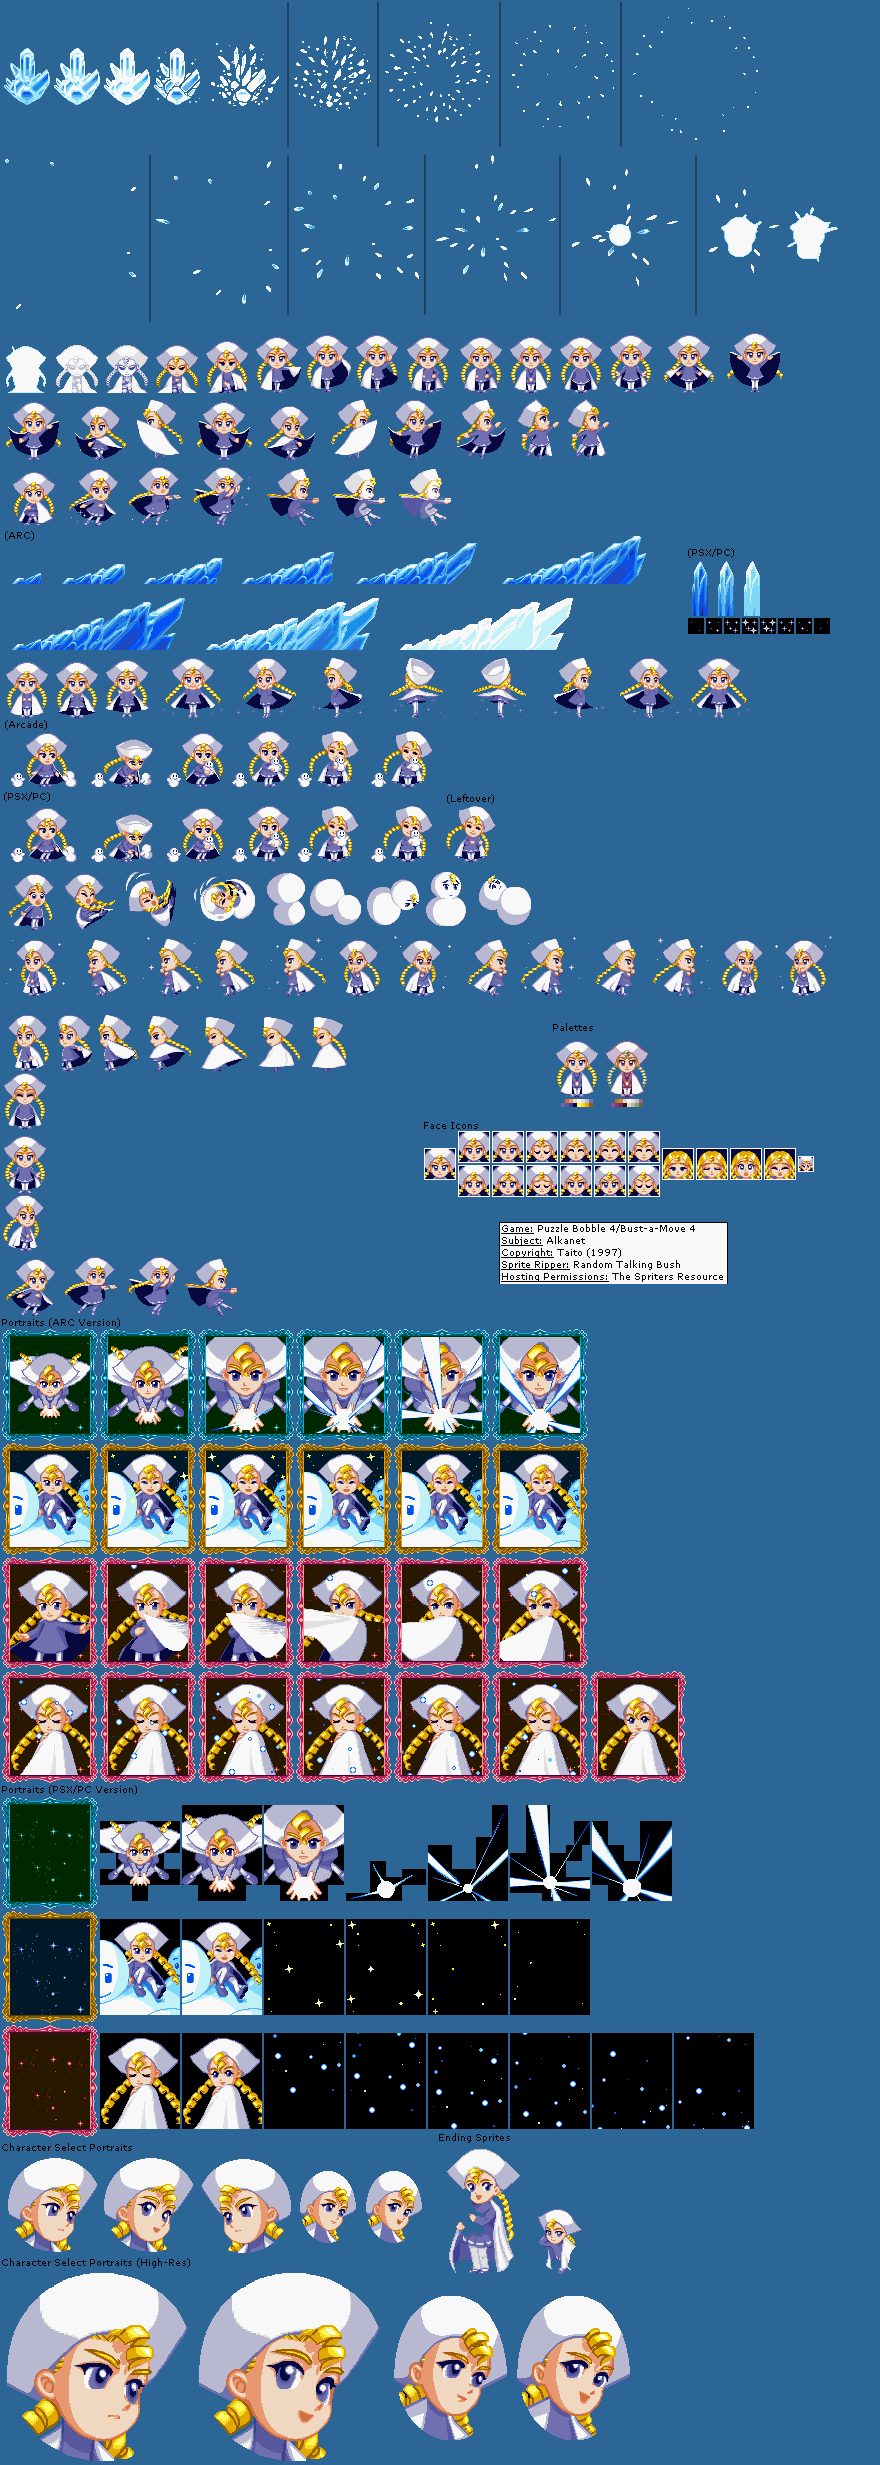 (ARC)
(PSX/PC)
(Arcade)
(PSX/PC)
(Leftover)
Palettes
Face Icons
Game: Puzzle Bobble 4/Bust-a-Move 4
Subject: Alkanet
Copyright: Taito (1997)
Sprite Ripper: Random Talking Bush
Hosting Permissions: The Spriters Resource
Portraits (ARC Version)
Portraits (PSX/PC Version)
Ending Sprites
Character Select Portraits
Character Select Portraits (High-Res)